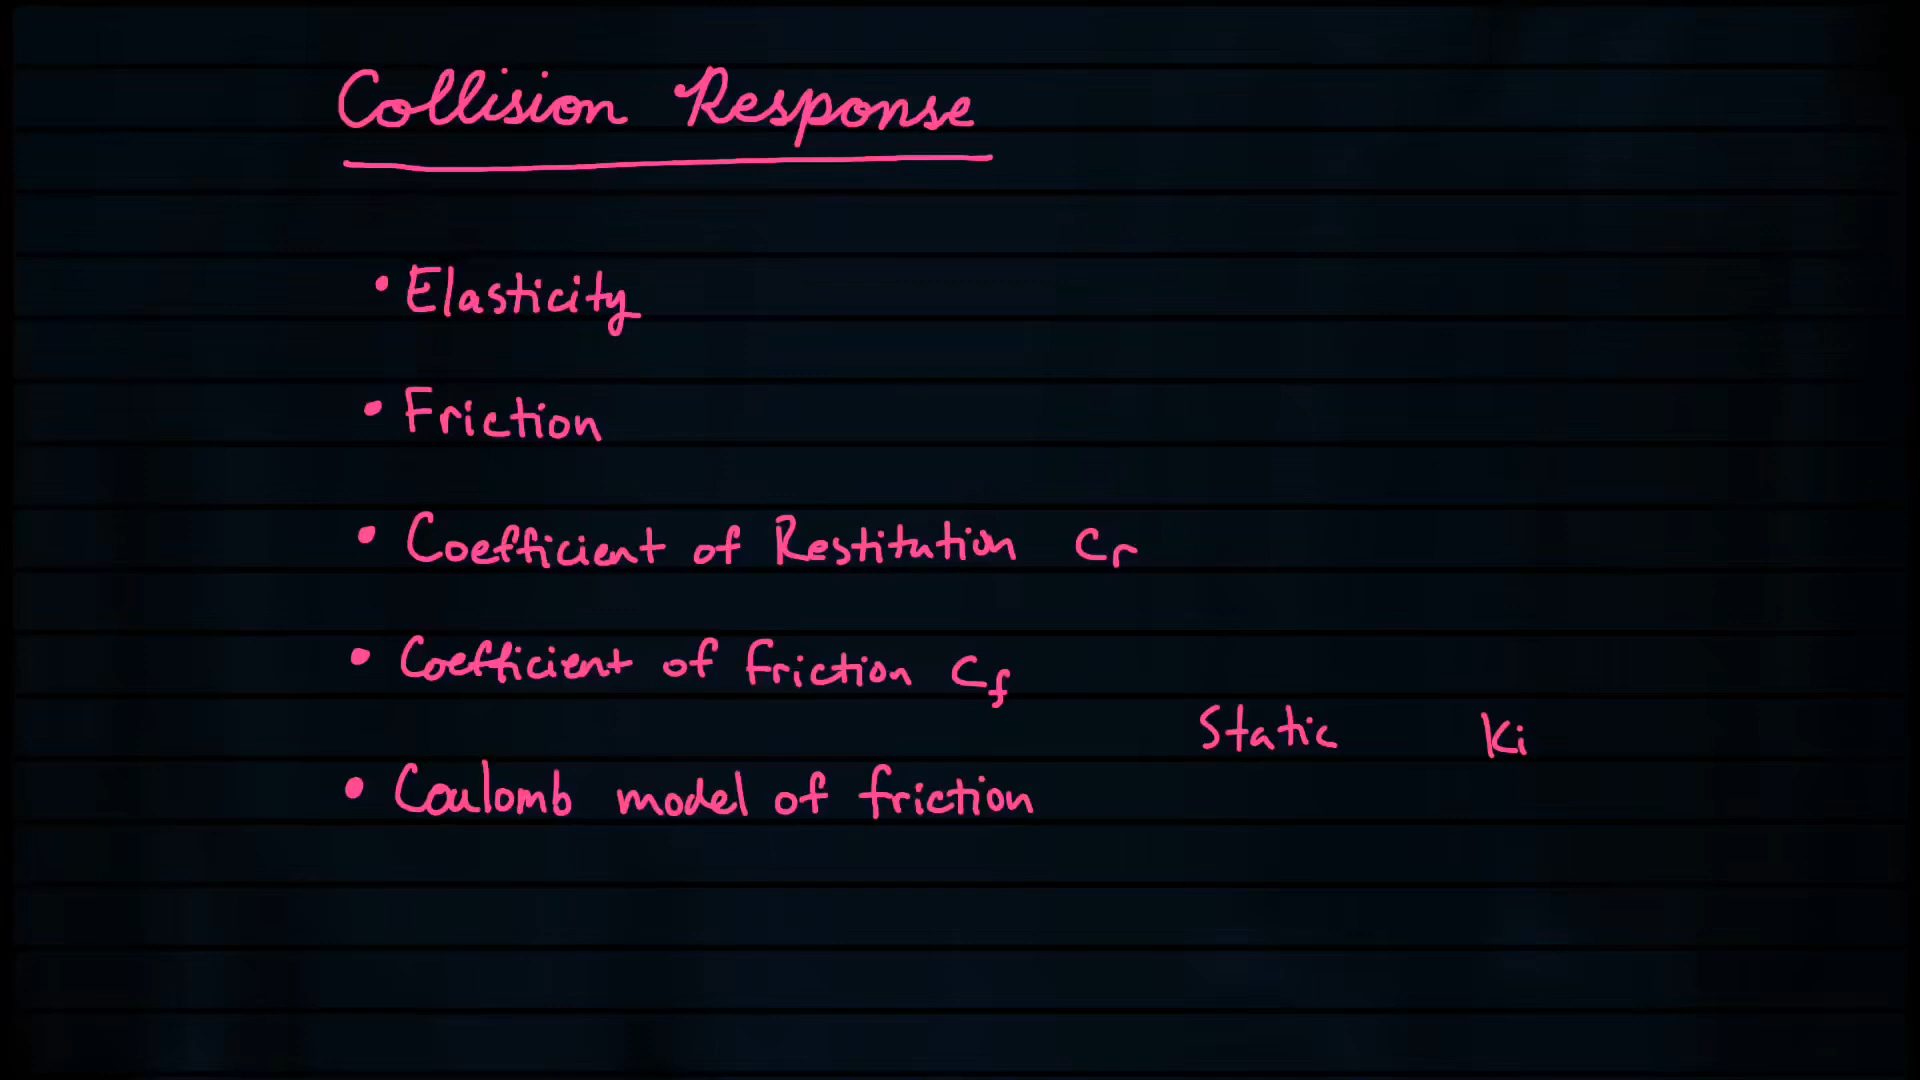 Collision Response
• Elasticity
• Friction
• Coefficient of Restitution Cr
• Coefficient of friction Cf
Static Ki
• Coulomb model of friction